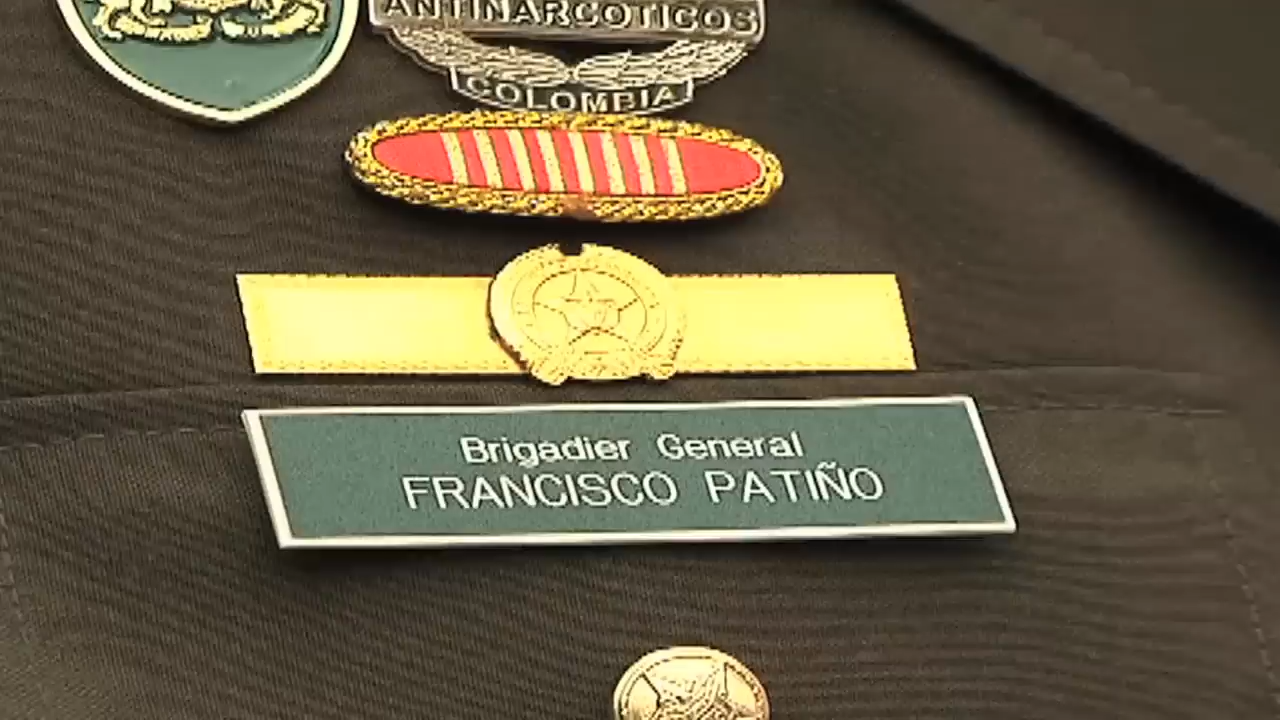 ANTINARCOTICOS
COLOMBIA
Brigadier General
FRANCISCO PATIÑO